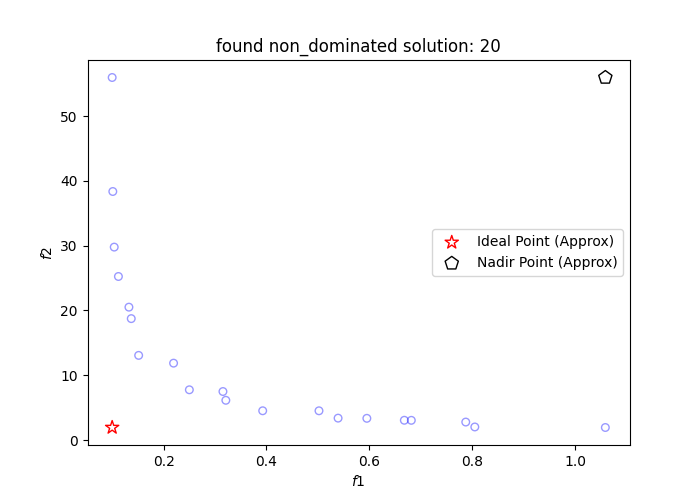 found non_dominated solution: 20
50
40
30
20
10
0
f2
Ideal Point (Approx)
Nadir Point (Approx)
0.2 0.4 0.6 0.8 1.0
f1